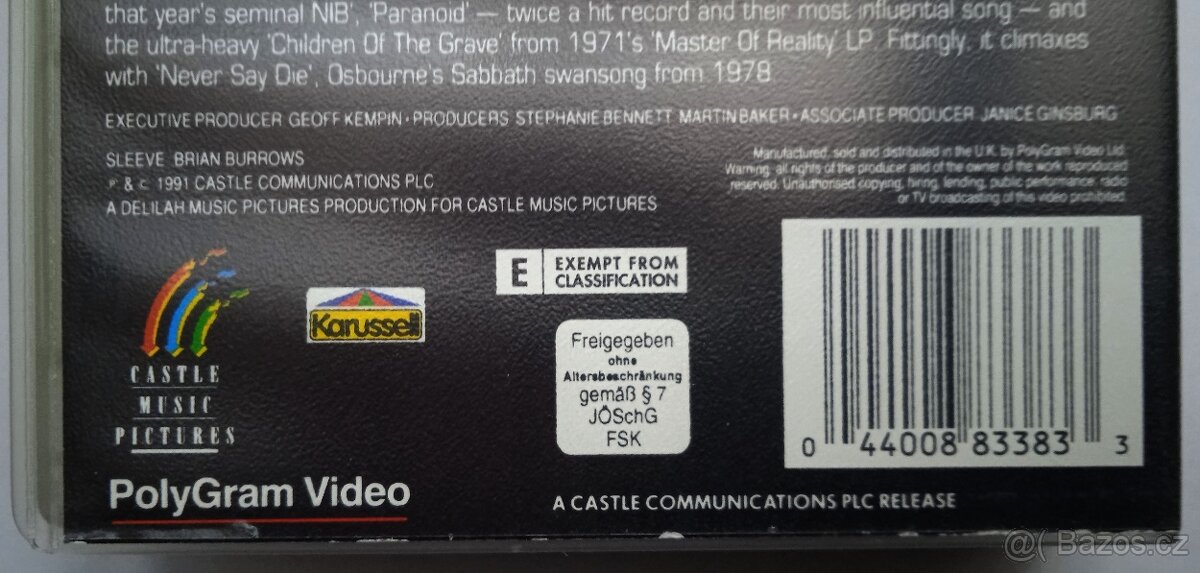 that year's seminal NIB', 'Paranoid' — twice a hit record and their most influential song — and
the ultra-heavy 'Children Of The Grave' from 1971's 'Master Of Reality' LP. Fittingly, it climaxes
with 'Never Say Die', Osbourne's Sabbath swansong from 1978
EXECUTIVE PRODUCER GEOFF KEMPIN · PRODUCERS STEPHANIE BENNETT MARTIN BAKER · ASSOCIATE PRODUCER JANICE GINSBURG
SLEEVE BRIAN BURROWS
℗ & © 1991 CASTLE COMMUNICATIONS PLC
A DELILAH MUSIC PICTURES PRODUCTION FOR CASTLE MUSIC PICTURES
Manufactured, sold and distributed in the U.K. by PolyGram Video Ltd.
Warning, all rights of the producer and of the owner of the work reproduced
reserved. Unauthorised copying, hiring, lending, public performance, radio
or TV broadcasting of this video prohibited.
E EXEMPT FROM
CLASSIFICATION
Karussell
CASTLE
MUSIC
PICTURES
Freigegeben
ohne
Altersbeschränkung
gemäß § 7
JÖSchG
FSK
0 44008 83383 3
PolyGram Video
A CASTLE COMMUNICATIONS PLC RELEASE
@( Bazos.cz